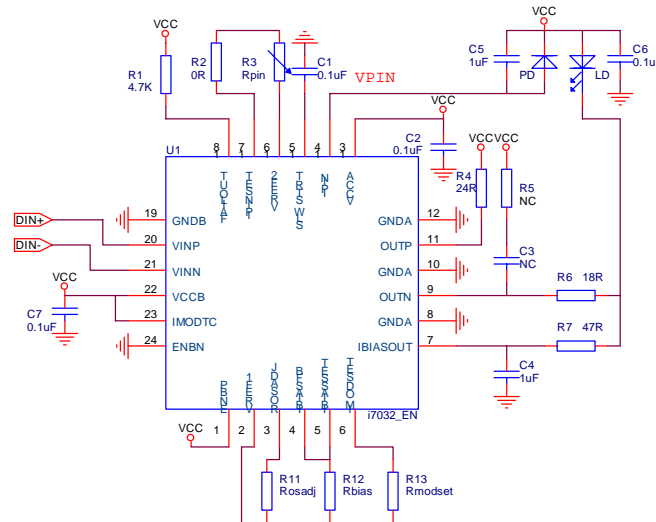 VCC
VCC
C5
1uF
PD
LD
C6
0.1u
R1
4.7K
R2
0R
R3
Rpin
C1
0.1uF
VPIN
VCC
C2
0.1uF
VCC
VCC
R4
24R
R5
NC
U1
8
7
6
5
4
3
DIN+
DIN-
19
GNDB
20
VINP
21
VINN
22
VCCB
23
IMODTC
24
ENBN
GNDA
12
OUTP
11
GNDA
10
OUTN
9
GNDA
8
IBIASOUT
7
C3
NC
R6 18R
R7 47R
VCC
C7
0.1uF
C4
1uF
i7032_EN
VCC
1
2
3
4
5
6
R11
Rosadj
R12
Rbias
R13
Rmodset